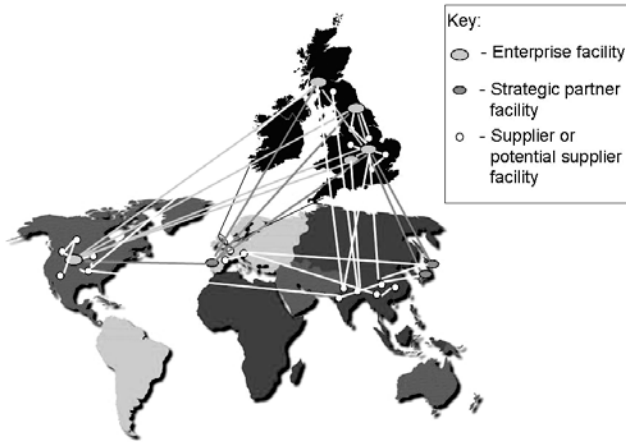 Key:
- Enterprise facility
- Strategic partner
facility
- Supplier or
potential supplier
facility